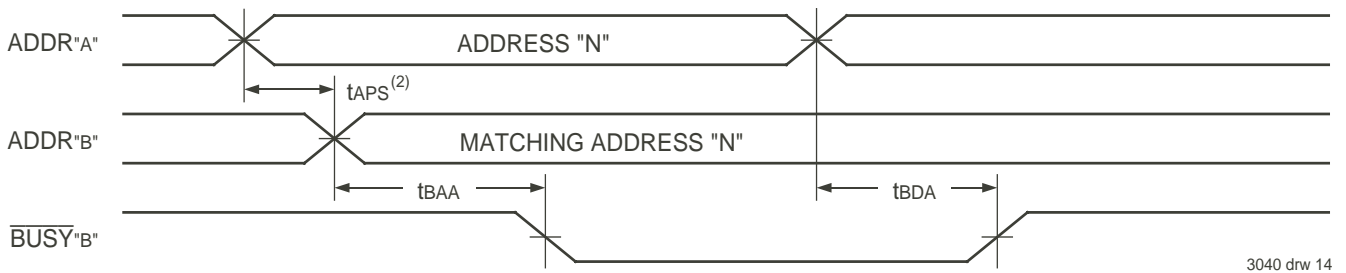 ADDR"A"
ADDRESS "N"
tAPS(2)
ADDR"B"
MATCHING ADDRESS "N"
tBAA
tBDA
BUSY"B"
3040 drw 14